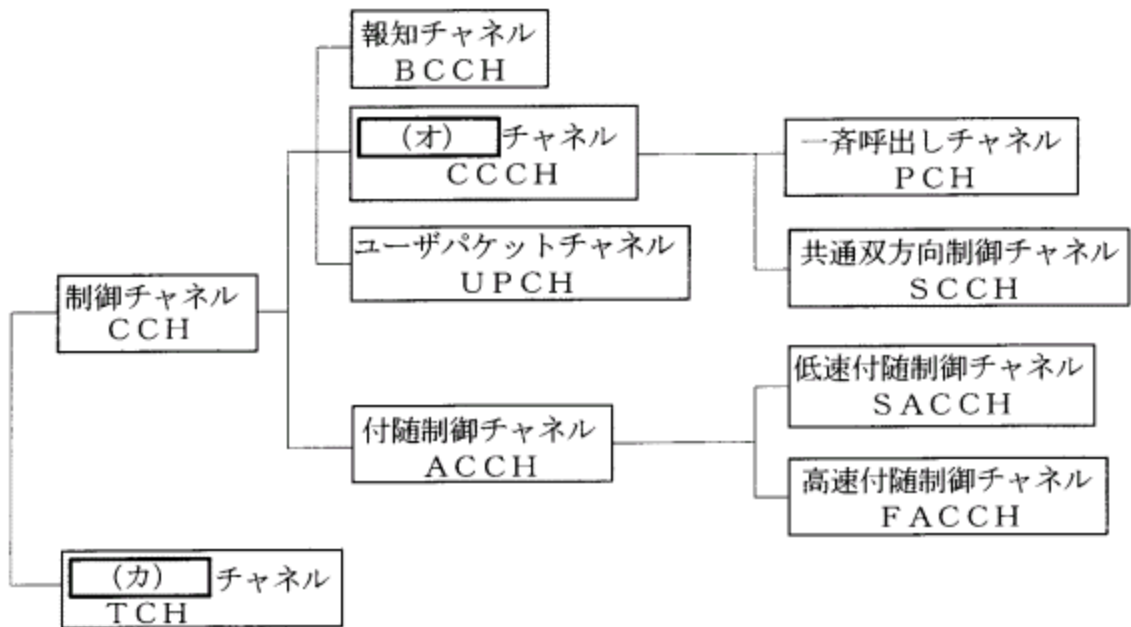 報知チャネル
BCCH
(オ) チャネル
CCCH
一斉呼出しチャネル
PCH
ユーザパケットチャネル
UPCH
共通双方向制御チャネル
SCCH
制御チャネル
CCH
低速付随制御チャネル
SACCH
付随制御チャネル
ACCH
高速付随制御チャネル
FACCH
(カ) チャネル
TCH